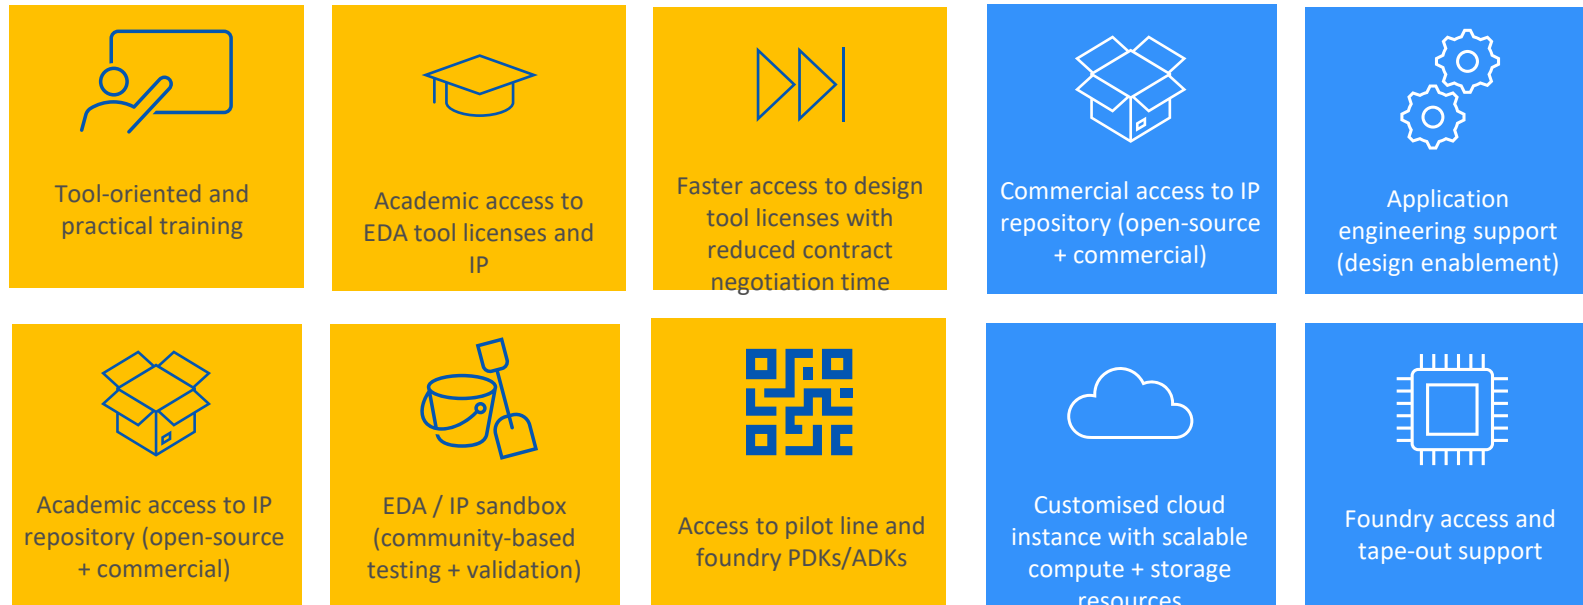 Tool-oriented and
practical training
Academic access to
EDA tool licenses and
IP
Faster access to design
tool licenses with
reduced contract
negotiation time
Commercial access to IP
repository (open-source
+ commercial)
Application
engineering support
(design enablement)
Academic access to IP
repository (open-source
+ commercial)
EDA / IP sandbox
(community-based
testing + validation)
Access to pilot line and
foundry PDKs/ADKs
Customised cloud
instance with scalable
compute + storage
resources
Foundry access and
tape-out support